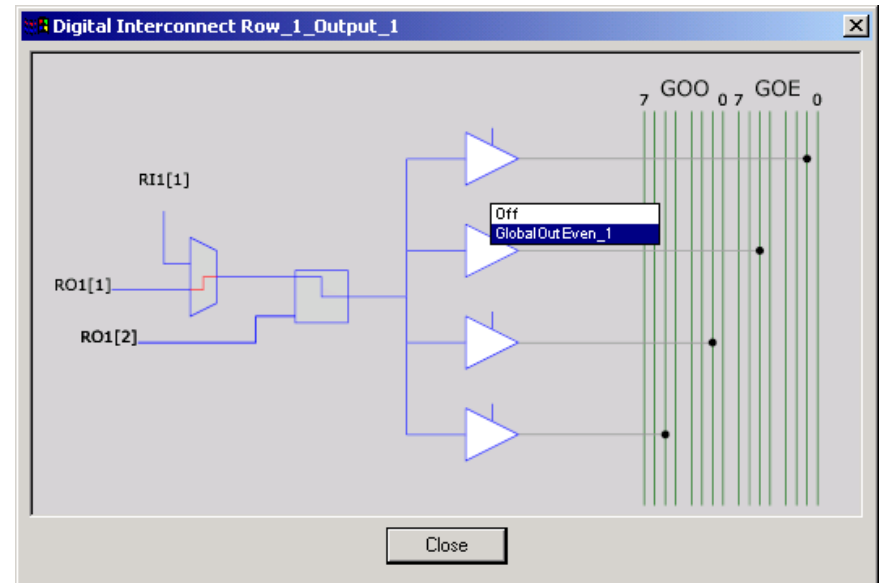 Digital Interconnect Row_1_Output_1
7 GOO 0 7 GOE 0
RI1[1]
Off
GlobalOutEven_1
RO1[1]
RO1[2]
Close